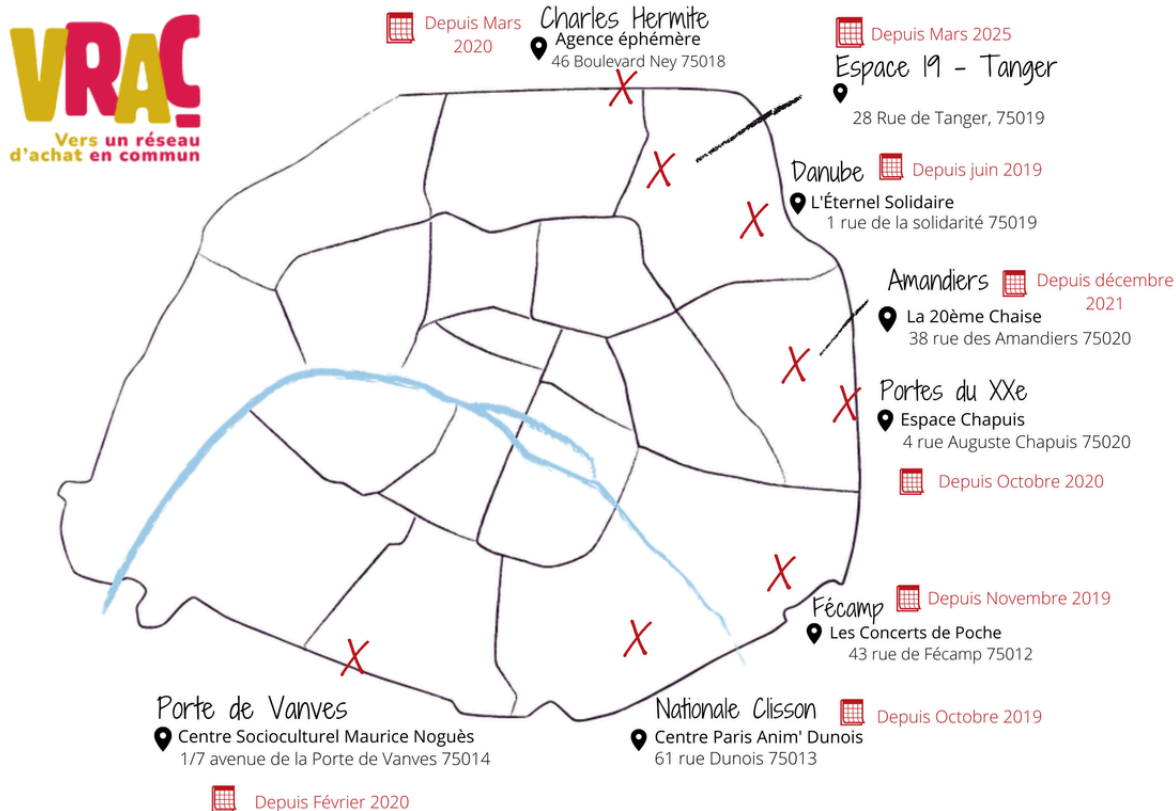 VRAC
Vers un réseau
d'achat en commun
Depuis Mars
2020
Charles Hermite
Agence éphémère
46 Boulevard Ney 75018
Depuis Mars 2025
Espace 19 - Tanger
28 Rue de Tanger, 75019
Danube
Depuis juin 2019
L'Éternel Solidaire
1 rue de la solidarité 75019
Amandiers
Depuis décembre
2021
La 20ème Chaise
38 rue des Amandiers 75020
Portes du XXe
Espace Chapuis
4 rue Auguste Chapuis 75020
Depuis Octobre 2020
Fécamp
Depuis Novembre 2019
Les Concerts de Poche
43 rue de Fécamp 75012
Nationale Clisson
Depuis Octobre 2019
Centre Paris Anim' Dunois
61 rue Dunois 75013
Porte de Vanves
Centre Socioculturel Maurice Noguès
1/7 avenue de la Porte de Vanves 75014
Depuis Février 2020